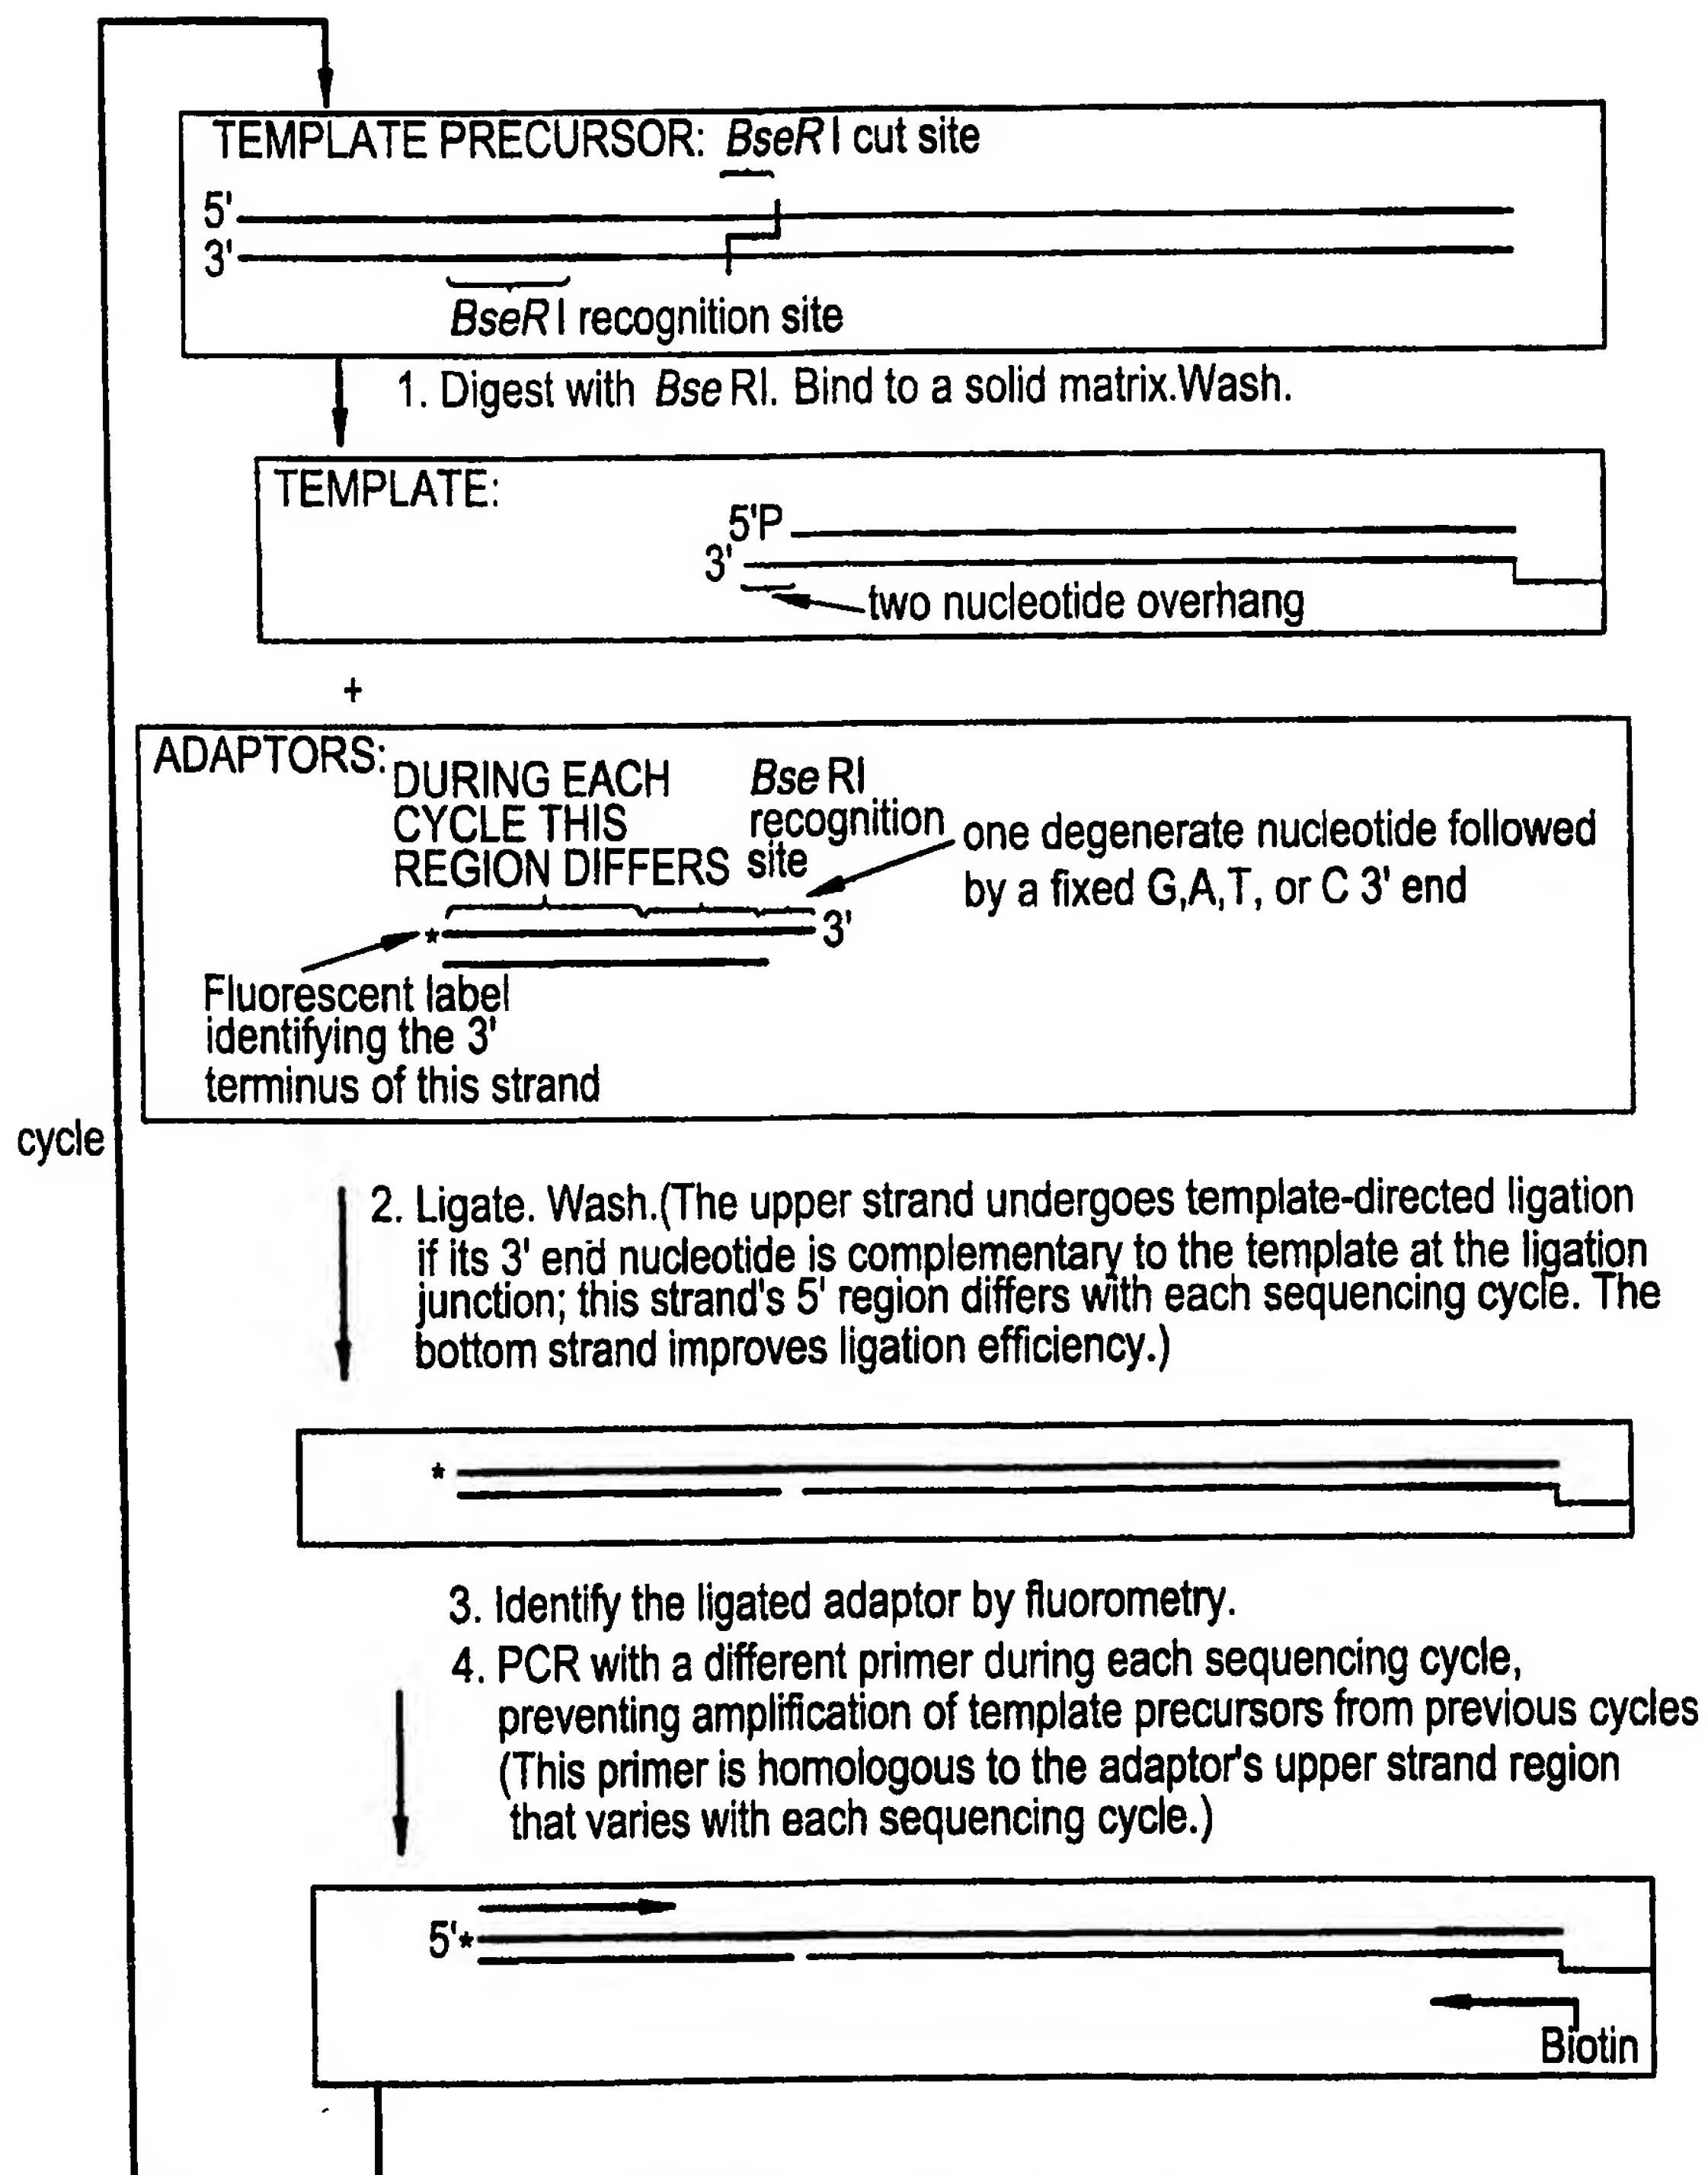 TEMPLATE PRECURSOR: BseR I cut site
5'
3'
BseR I recognition site
1. Digest with Bse RI. Bind to a solid matrix.Wash.
TEMPLATE:
5'P
3'
two nucleotide overhang
+
ADAPTORS:
DURING EACH
CYCLE THIS
REGION DIFFERS
Bse RI
recognition
site
one degenerate nucleotide followed
by a fixed G,A,T, or C 3' end
* 3'
Fluorescent label
identifying the 3'
terminus of this strand
cycle
2. Ligate. Wash.(The upper strand undergoes template-directed ligation
if its 3' end nucleotide is complementary to the template at the ligation
junction; this strand's 5' region differs with each sequencing cycle. The
bottom strand improves ligation efficiency.)
*
3. Identify the ligated adaptor by fluorometry.
4. PCR with a different primer during each sequencing cycle,
preventing amplification of template precursors from previous cycles
(This primer is homologous to the adaptor's upper strand region
that varies with each sequencing cycle.)
5'*
Biotin